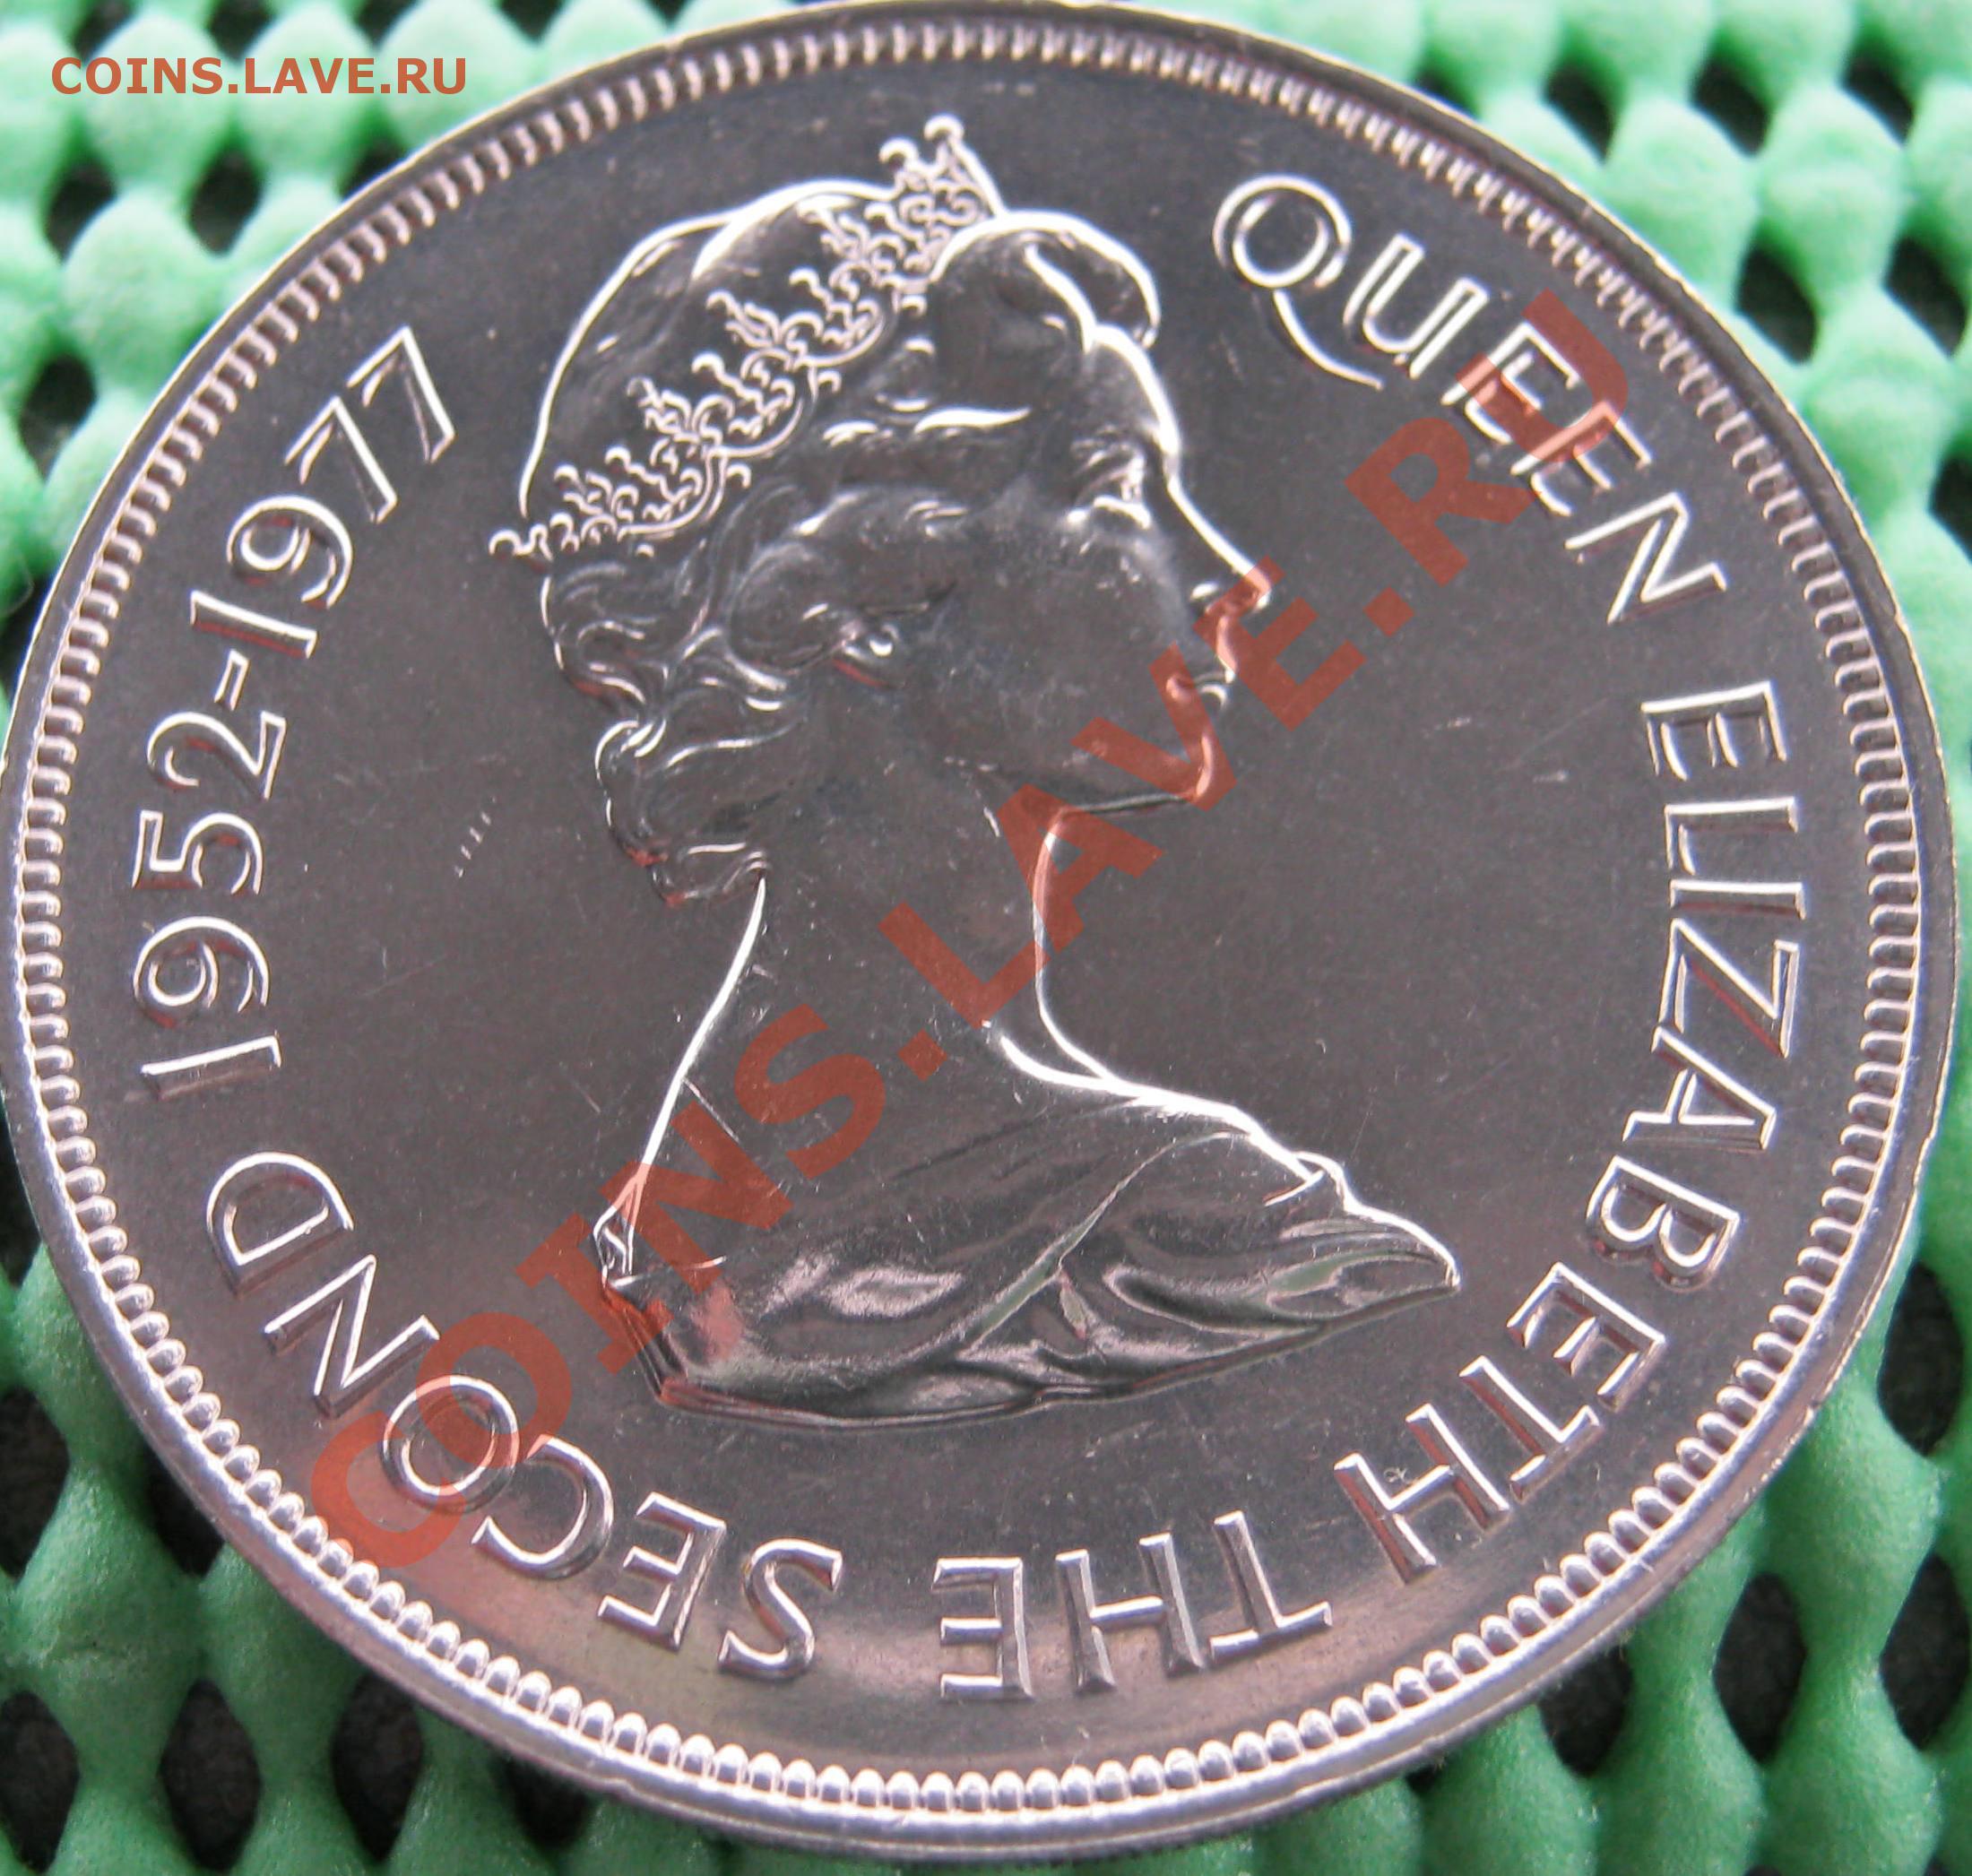 COINS.LAVE.RU
QUEEN ELIZABETH THE SECOND 1952-1977
COINS.LAVE.RU